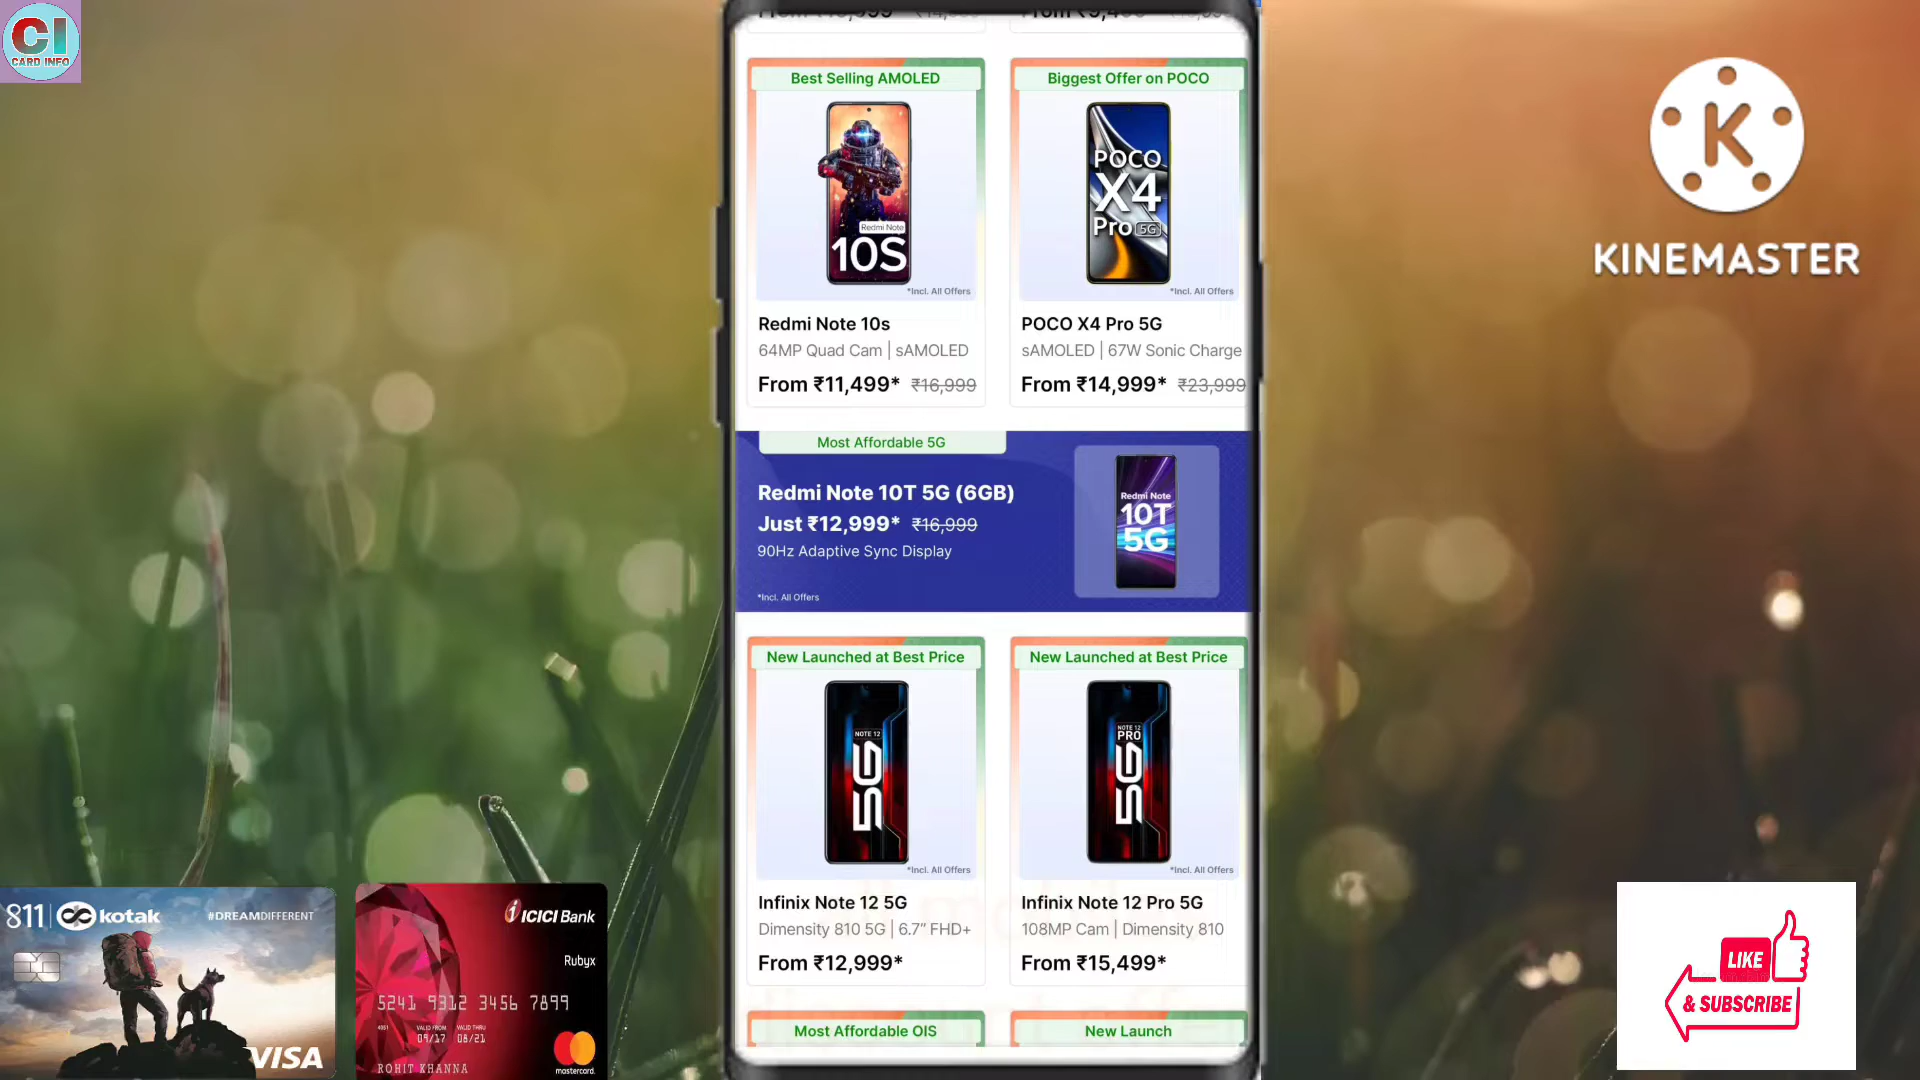 CI
CARD INFO
Best Selling AMOLED
Biggest Offer on POCO
Redmi Note
10S
POCO
X4
Pro 5G
*Incl. All Offers
*Incl. All Offers
Redmi Note 10s
POCO X4 Pro 5G
64MP Quad Cam | sAMOLED
sAMOLED | 67W Sonic Charge
From ₹11,499* ₹16,999
From ₹14,999* ₹23,999
Most Affordable 5G
Redmi Note 10T 5G (6GB)
Just ₹12,999* ₹16,999
90Hz Adaptive Sync Display
*Incl. All Offers
Redmi Note
10T
5G
New Launched at Best Price
New Launched at Best Price
NOTE 12
5G
NOTE 12
PRO
5G
*Incl. All Offers
*Incl. All Offers
Infinix Note 12 5G
Infinix Note 12 Pro 5G
Dimensity 810 5G | 6.7" FHD+
108MP Cam | Dimensity 810
From ₹12,999*
From ₹15,499*
Most Affordable OIS
New Launch
K
KINEMASTER
811 kotak
#DREAMDIFFERENT
VISA
ICICI Bank
Rubyx
5241 9312 3456 7899
4051
VALID FROM VALID THRU
09/17 08/21
ROHIT KHANNA
mastercard.
LIKE
& SUBSCRIBE